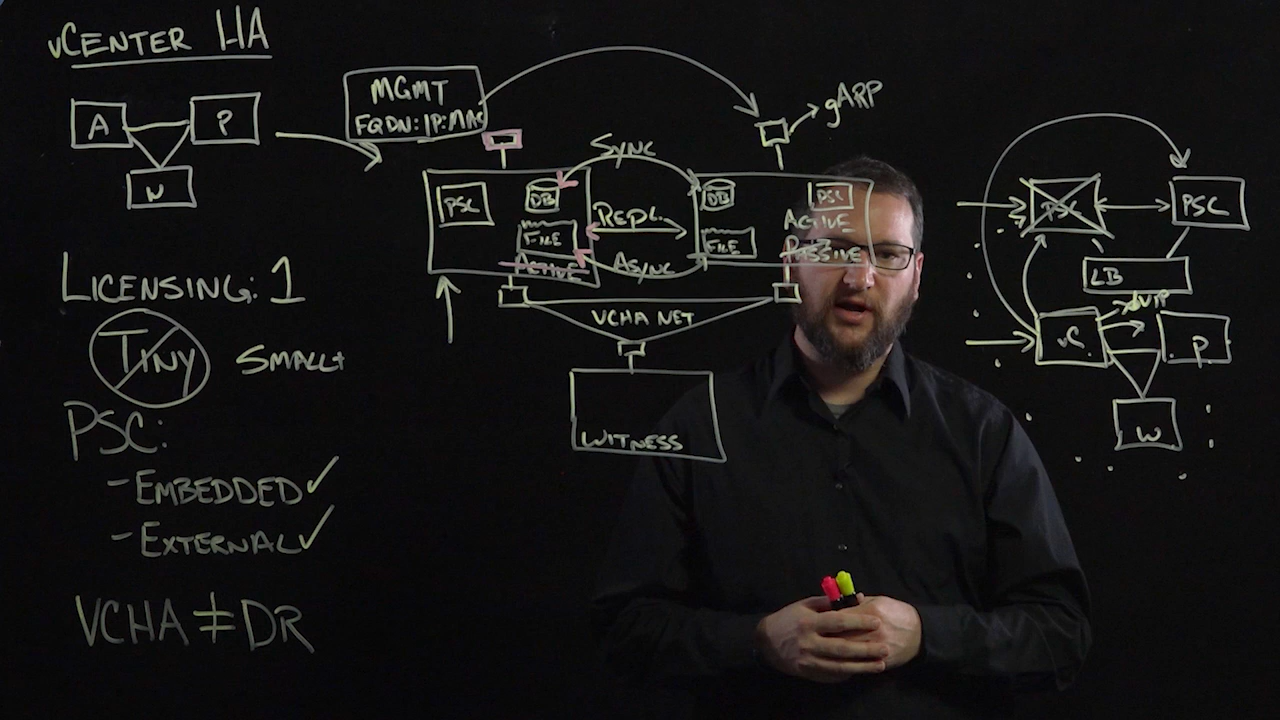 vCENTER HA
A P
W
MGMT
FQDN:IP:MAC
gARP
SYNC
PSC DB
FILE
ACTIVE
REPL.
ASYNC
DB PSC
ACTIVE
FILE
PASSIVE
VCHA NET
WITNESS
LICENSING: 1
TINY SMALL+
PSC:
- EMBEDDED ✓
- EXTERNAL ✓
VCHA ≠ DR
PSC PSC
LB
VIP
VC P
W